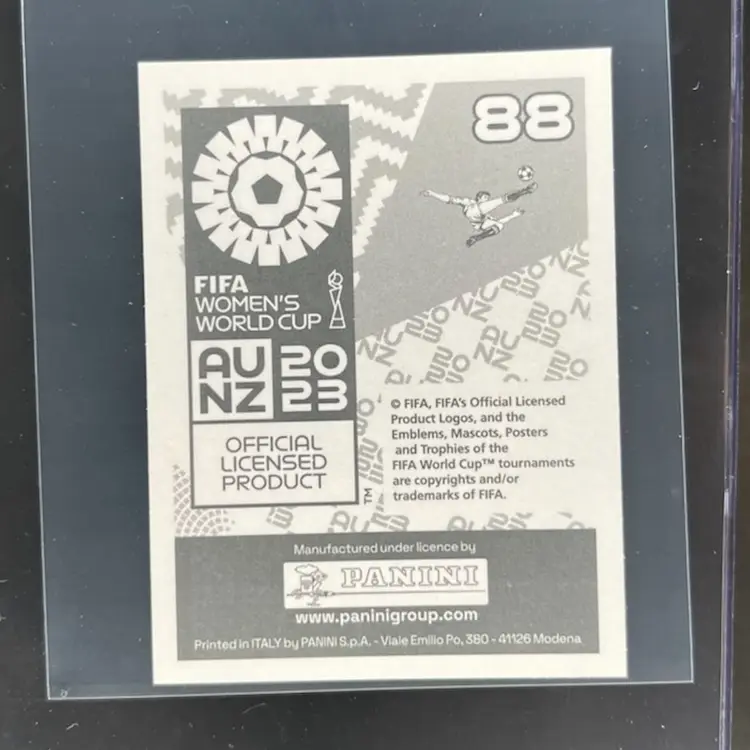 88
FIFA
WOMEN'S
WORLD CUP
AU 20
NZ 23
OFFICIAL
LICENSED
PRODUCT
TM
© FIFA, FIFA's Official Licensed
Product Logos, and the
Emblems, Mascots, Posters
and Trophies of the
FIFA World Cup™ tournaments
are copyrights and/or
trademarks of FIFA.
Manufactured under licence by
PANINI
www.paninigroup.com
Printed in ITALY by PANINI S.p.A. - Viale Emilio Po, 380 - 41126 Modena